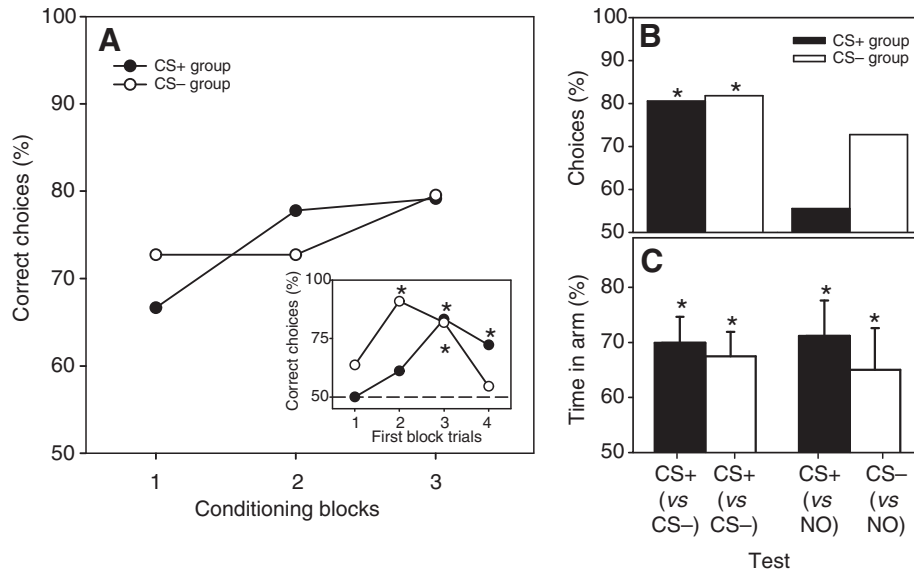 A
CS+ group
CS– group
Correct choices (%)
100
90
80
70
60
50
1
2
3
Conditioning blocks
Correct choices (%)
100
75
50
*
*
*
*
1
2
3
4
First block trials
B
CS+ group
CS– group
Choices (%)
100
90
80
70
60
50
*
*
C
Time in arm (%)
80
70
60
50
*
*
*
*
CS+
(vs
CS–)
CS+
(vs
CS–)
CS+
(vs
NO)
CS–
(vs
NO)
Test